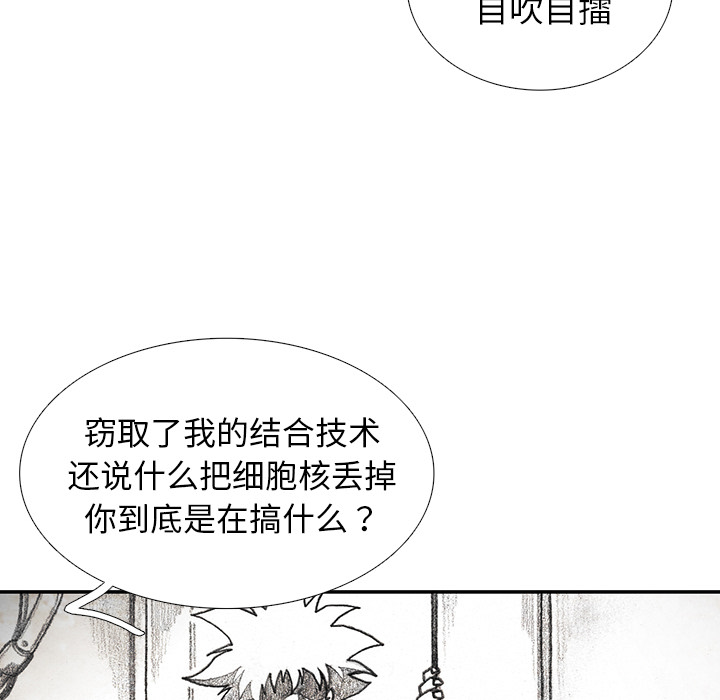 自吹自擂
窃取了我的结合技术
还说什么把细胞核丢掉
你到底是在搞什么？